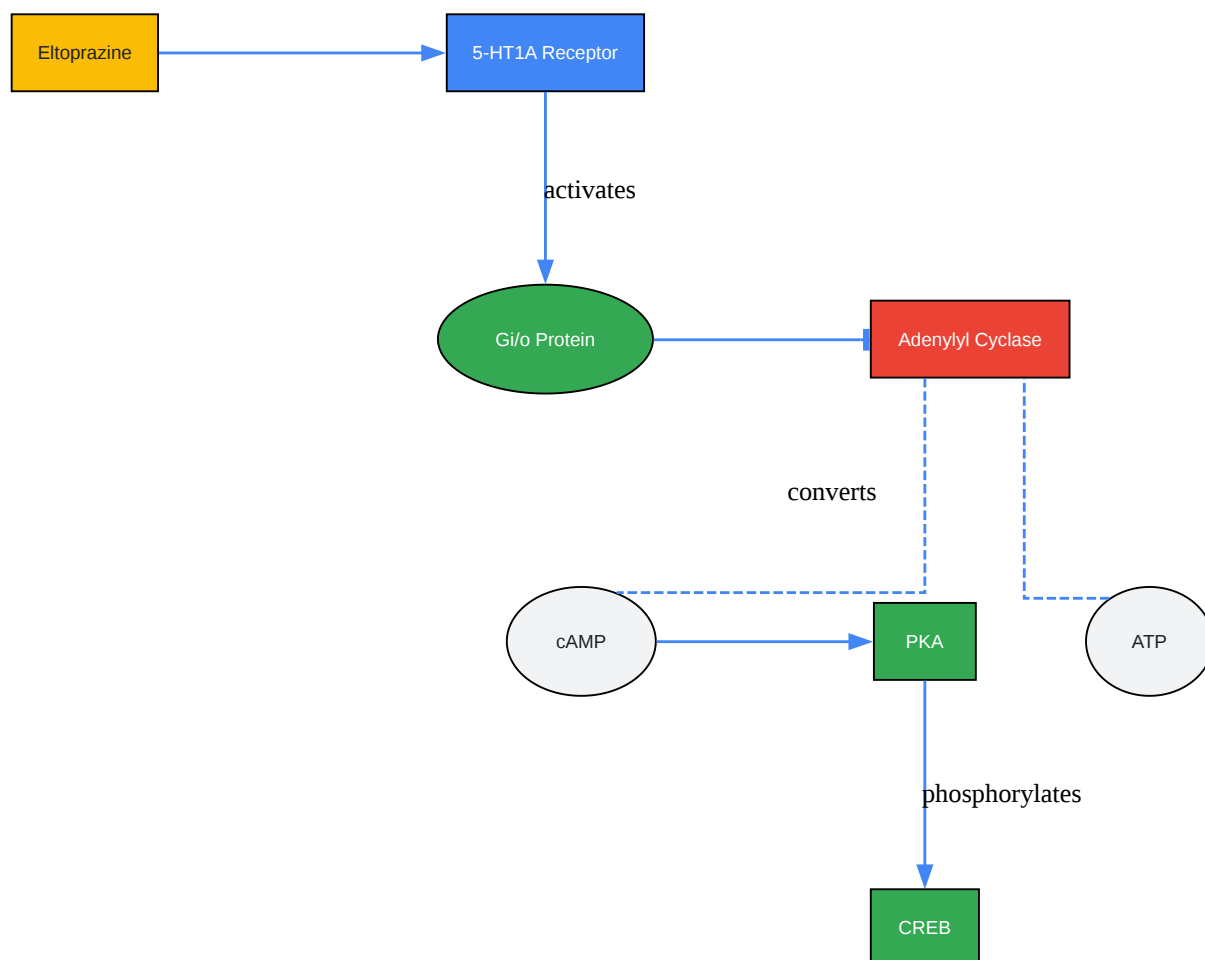 Eltoprazine
5-HT1A Receptor
activates
Gi/o Protein
Adenylyl Cyclase
converts
cAMP
PKA
ATP
phosphorylates
CREB